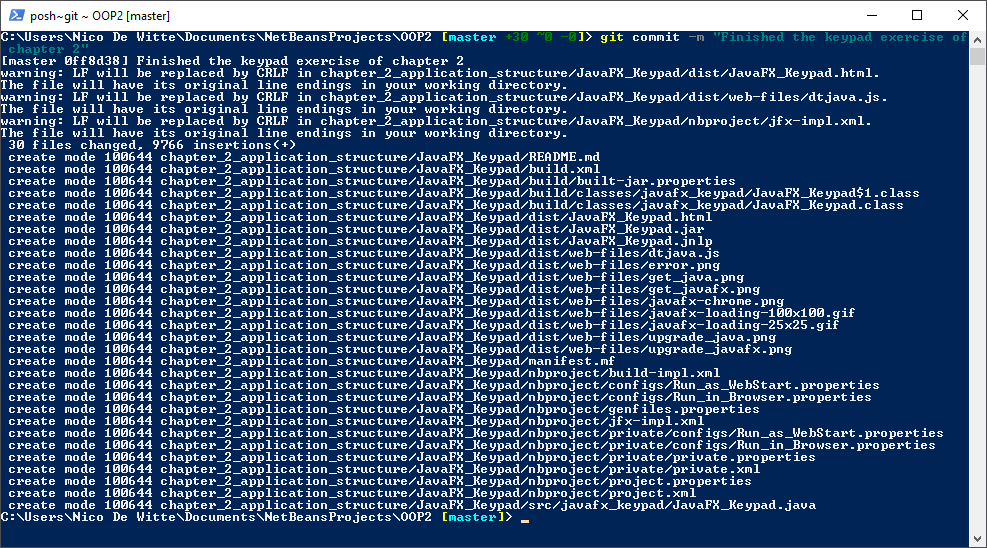 posh~git ~ OOP2 [master]
C:\Users\Nico De Witte\Documents\NetBeansProjects\OOP2 [master +30 ~0 -0]> git commit -m "Finished the keypad exercise of
chapter 2"
[master 0ff8d38] Finished the keypad exercise of chapter 2
warning: LF will be replaced by CRLF in chapter_2_application_structure/JavaFX_Keypad/dist/JavaFX_Keypad.html.
The file will have its original line endings in your working directory.
warning: LF will be replaced by CRLF in chapter_2_application_structure/JavaFX_Keypad/dist/web-files/dtjava.js.
The file will have its original line endings in your working directory.
warning: LF will be replaced by CRLF in chapter_2_application_structure/JavaFX_Keypad/nbproject/jfx-impl.xml.
The file will have its original line endings in your working directory.
30 files changed, 9766 insertions(+)
create mode 100644 chapter_2_application_structure/JavaFX_Keypad/README.md
create mode 100644 chapter_2_application_structure/JavaFX_Keypad/build.xml
create mode 100644 chapter_2_application_structure/JavaFX_Keypad/build/built-jar.properties
create mode 100644 chapter_2_application_structure/JavaFX_Keypad/build/classes/javafx_keypad/JavaFX_Keypad$1.class
create mode 100644 chapter_2_application_structure/JavaFX_Keypad/build/classes/javafx_keypad/JavaFX_Keypad.class
create mode 100644 chapter_2_application_structure/JavaFX_Keypad/dist/JavaFX_Keypad.html
create mode 100644 chapter_2_application_structure/JavaFX_Keypad/dist/JavaFX_Keypad.jar
create mode 100644 chapter_2_application_structure/JavaFX_Keypad/dist/JavaFX_Keypad.jnlp
create mode 100644 chapter_2_application_structure/JavaFX_Keypad/dist/web-files/dtjava.js
create mode 100644 chapter_2_application_structure/JavaFX_Keypad/dist/web-files/error.png
create mode 100644 chapter_2_application_structure/JavaFX_Keypad/dist/web-files/get_java.png
create mode 100644 chapter_2_application_structure/JavaFX_Keypad/dist/web-files/get_javafx.png
create mode 100644 chapter_2_application_structure/JavaFX_Keypad/dist/web-files/javafx-chrome.png
create mode 100644 chapter_2_application_structure/JavaFX_Keypad/dist/web-files/javafx-loading-100x100.gif
create mode 100644 chapter_2_application_structure/JavaFX_Keypad/dist/web-files/javafx-loading-25x25.gif
create mode 100644 chapter_2_application_structure/JavaFX_Keypad/dist/web-files/upgrade_java.png
create mode 100644 chapter_2_application_structure/JavaFX_Keypad/dist/web-files/upgrade_javafx.png
create mode 100644 chapter_2_application_structure/JavaFX_Keypad/manifest.mf
create mode 100644 chapter_2_application_structure/JavaFX_Keypad/nbproject/build-impl.xml
create mode 100644 chapter_2_application_structure/JavaFX_Keypad/nbproject/configs/Run_as_WebStart.properties
create mode 100644 chapter_2_application_structure/JavaFX_Keypad/nbproject/configs/Run_in_Browser.properties
create mode 100644 chapter_2_application_structure/JavaFX_Keypad/nbproject/genfiles.properties
create mode 100644 chapter_2_application_structure/JavaFX_Keypad/nbproject/jfx-impl.xml
create mode 100644 chapter_2_application_structure/JavaFX_Keypad/nbproject/private/configs/Run_as_WebStart.properties
create mode 100644 chapter_2_application_structure/JavaFX_Keypad/nbproject/private/configs/Run_in_Browser.properties
create mode 100644 chapter_2_application_structure/JavaFX_Keypad/nbproject/private/private.properties
create mode 100644 chapter_2_application_structure/JavaFX_Keypad/nbproject/private/private.xml
create mode 100644 chapter_2_application_structure/JavaFX_Keypad/nbproject/project.properties
create mode 100644 chapter_2_application_structure/JavaFX_Keypad/nbproject/project.xml
create mode 100644 chapter_2_application_structure/JavaFX_Keypad/src/javafx_keypad/JavaFX_Keypad.java
C:\Users\Nico De Witte\Documents\NetBeansProjects\OOP2 [master]> _